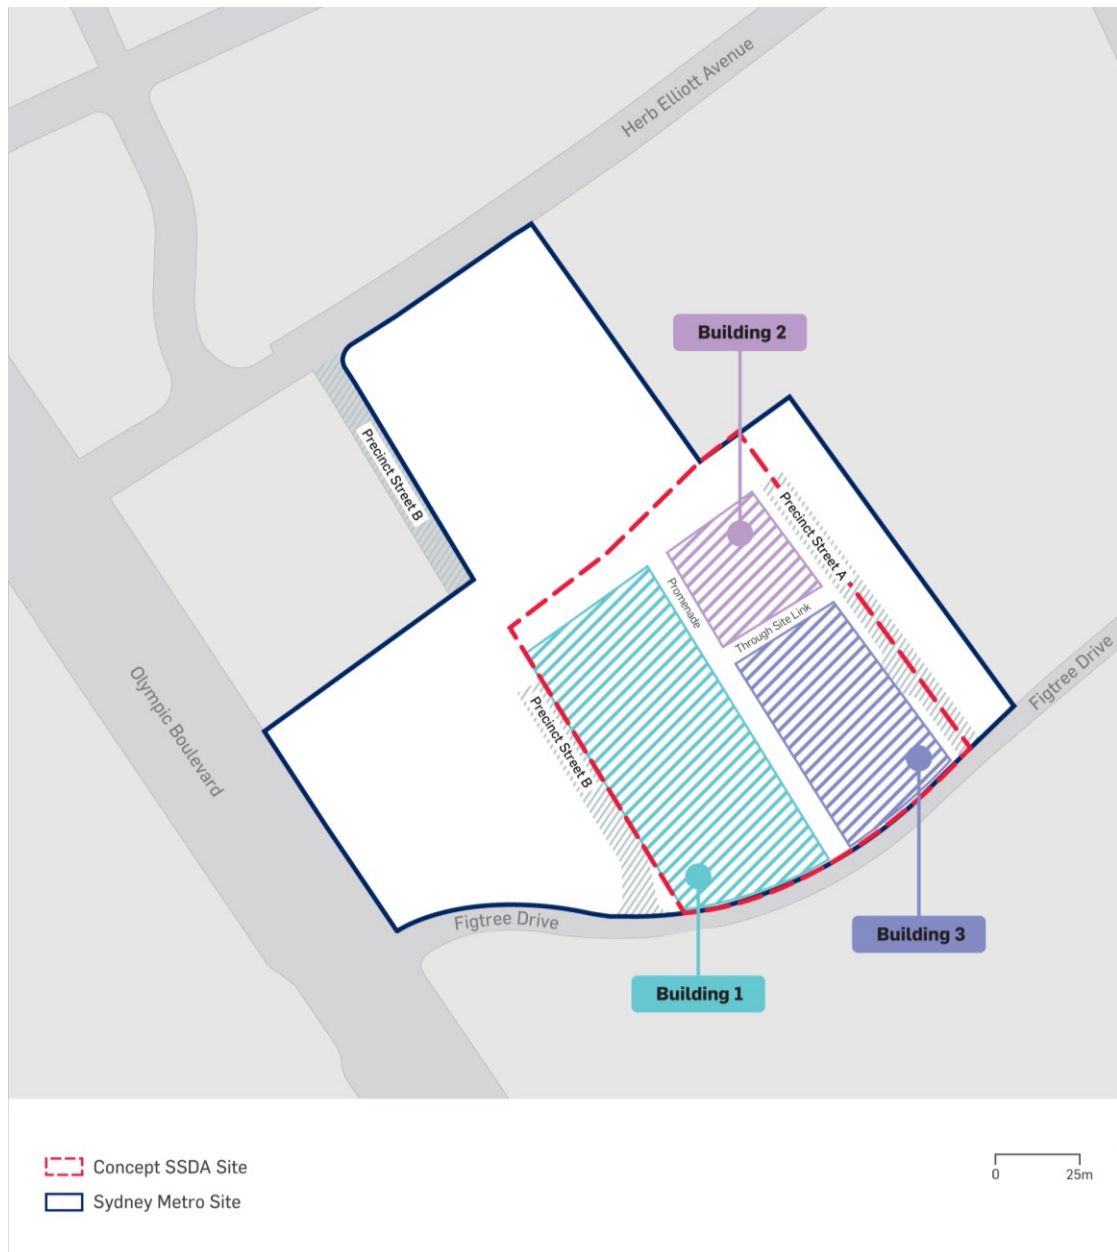 Herb Elliott Avenue
Building 2
Precinct Street B
Precinct Street A
Promenade
Through Site Link
Figtree Drive
Olympic Boulevard
Precinct Street B
Figtree Drive
Building 3
Building 1
Concept SSDA Site
Sydney Metro Site
0 25m